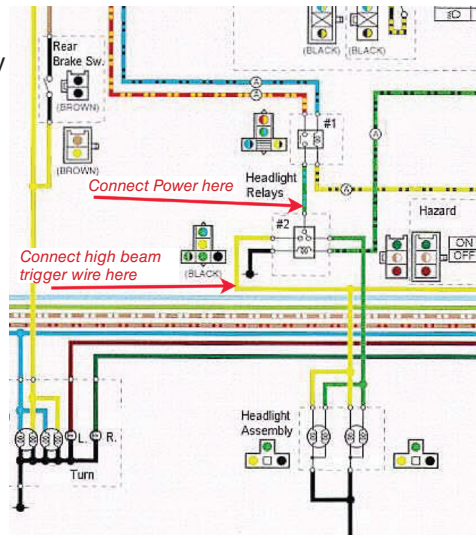 (BLACK)
(BLACK)
Rear
Brake Sw.
(BROWN)
A
A
#1
(BROWN)
A
Connect Power here
Headlight
Relays
A
Hazard
#2
ON
OFF
Connect high beam
trigger wire here
(BLACK)
Headlight
Assembly
L.
R.
Turn